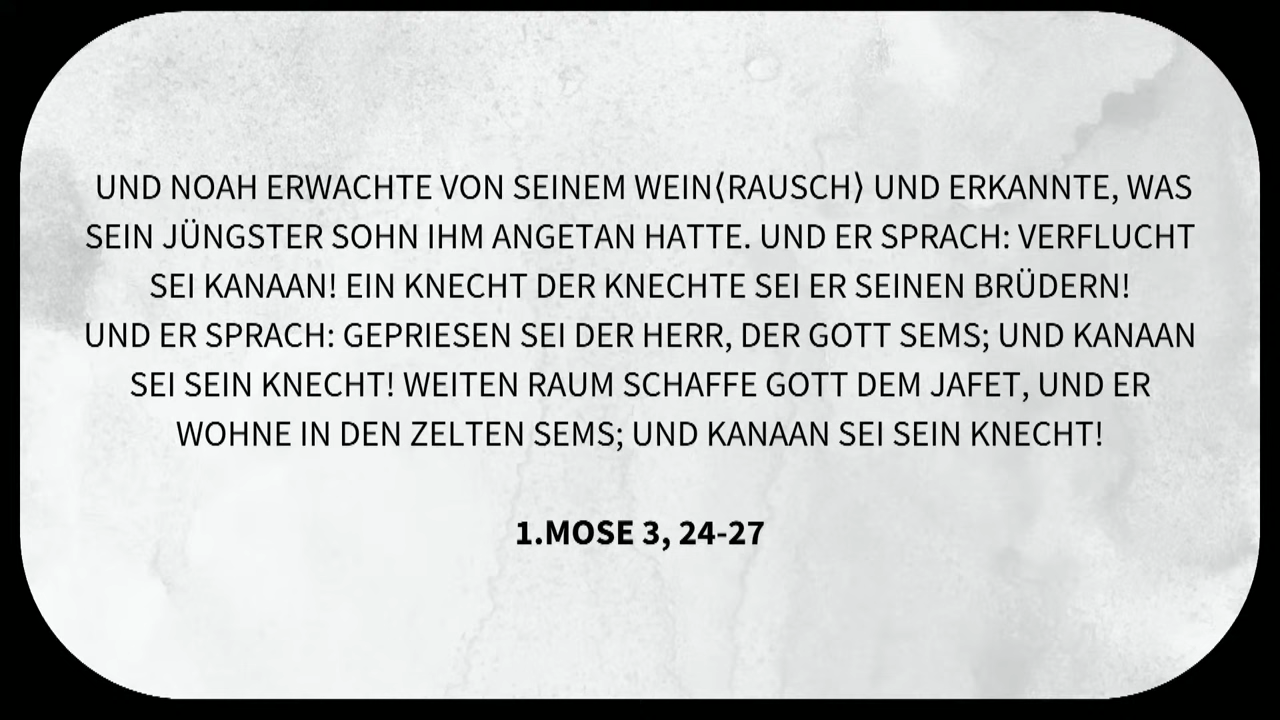 UND NOAH ERWACHTE VON SEINEM WEIN⟨RAUSCH⟩ UND ERKANNTE, WAS
SEIN JÜNGSTER SOHN IHM ANGETAN HATTE. UND ER SPRACH: VERFLUCHT
SEI KANAAN! EIN KNECHT DER KNECHTE SEI ER SEINEN BRÜDERN!
UND ER SPRACH: GEPRIESEN SEI DER HERR, DER GOTT SEMS; UND KANAAN
SEI SEIN KNECHT! WEITEN RAUM SCHAFFE GOTT DEM JAFET, UND ER
WOHNE IN DEN ZELTEN SEMS; UND KANAAN SEI SEIN KNECHT!
1.MOSE 3, 24-27